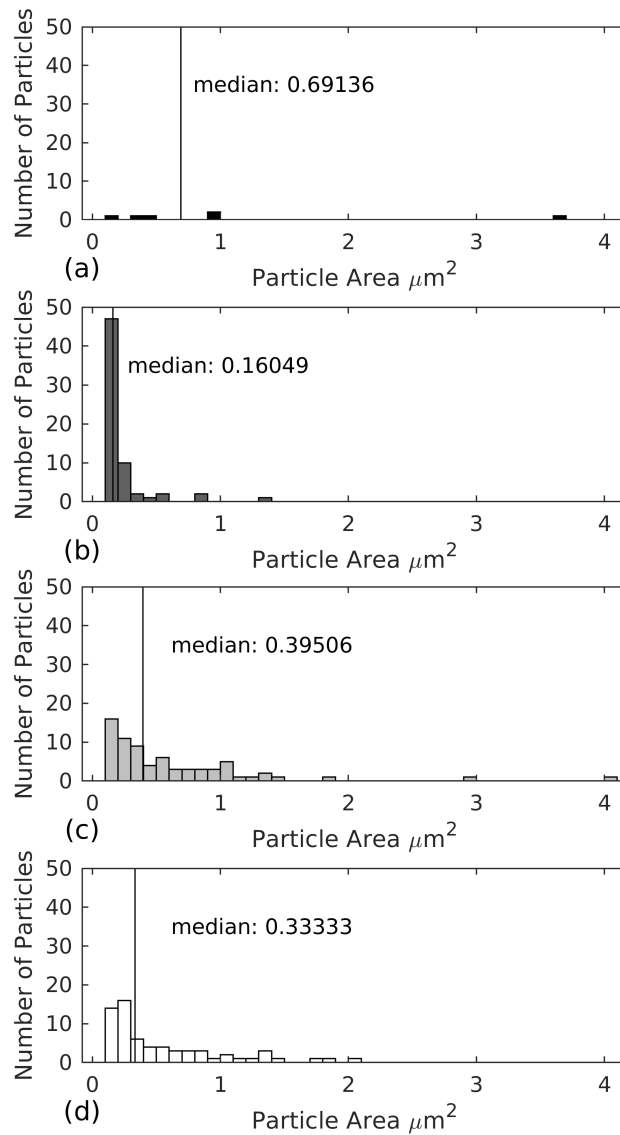 50
40
30
20
10
0
Number of Particles
median: 0.69136
0 1 2 3 4
(a)
Particle Area μm²
50
40
30
20
10
0
Number of Particles
median: 0.16049
0 1 2 3 4
(b)
Particle Area μm²
50
40
30
20
10
0
Number of Particles
median: 0.39506
0 1 2 3 4
(c)
Particle Area μm²
50
40
30
20
10
0
Number of Particles
median: 0.33333
0 1 2 3 4
(d)
Particle Area μm²